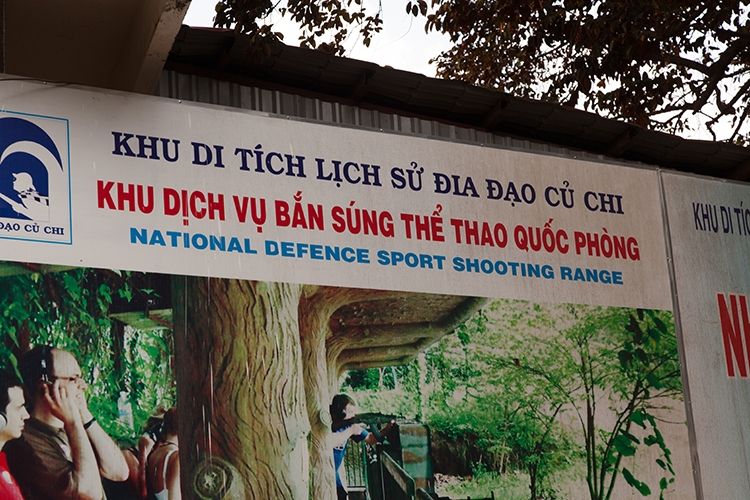 KHU DI TÍCH LỊCH SỬ ĐIA ĐẠO CỦ CHI
KHU DỊCH VỤ BẮN SÚNG THỂ THAO QUỐC PHÒNG
NATIONAL DEFENCE SPORT SHOOTING RANGE
ĐẠO CỦ CHI
KHU DI TÍC